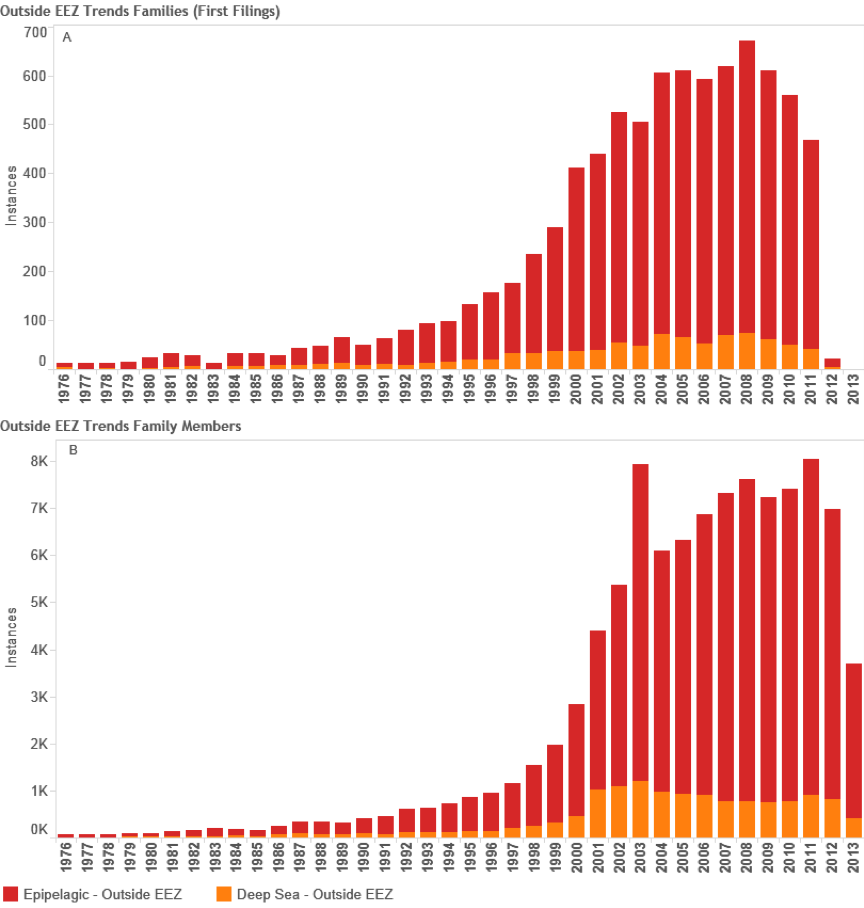 Outside EEZ Trends Families (First Filings)
A
700
600
500
400
300
200
100
0
Instances
1976 1977 1978 1979 1980 1981 1982 1983 1984 1985 1986 1987 1988 1989 1990 1991 1992 1993 1994 1995 1996 1997 1998 1999 2000 2001 2002 2003 2004 2005 2006 2007 2008 2009 2010 2011 2012 2013
Outside EEZ Trends Family Members
B
8K
7K
6K
5K
4K
3K
2K
1K
0K
Instances
1976 1977 1978 1979 1980 1981 1982 1983 1984 1985 1986 1987 1988 1989 1990 1991 1992 1993 1994 1995 1996 1997 1998 1999 2000 2001 2002 2003 2004 2005 2006 2007 2008 2009 2010 2011 2012 2013
Epipelagic - Outside EEZ Deep Sea - Outside EEZ